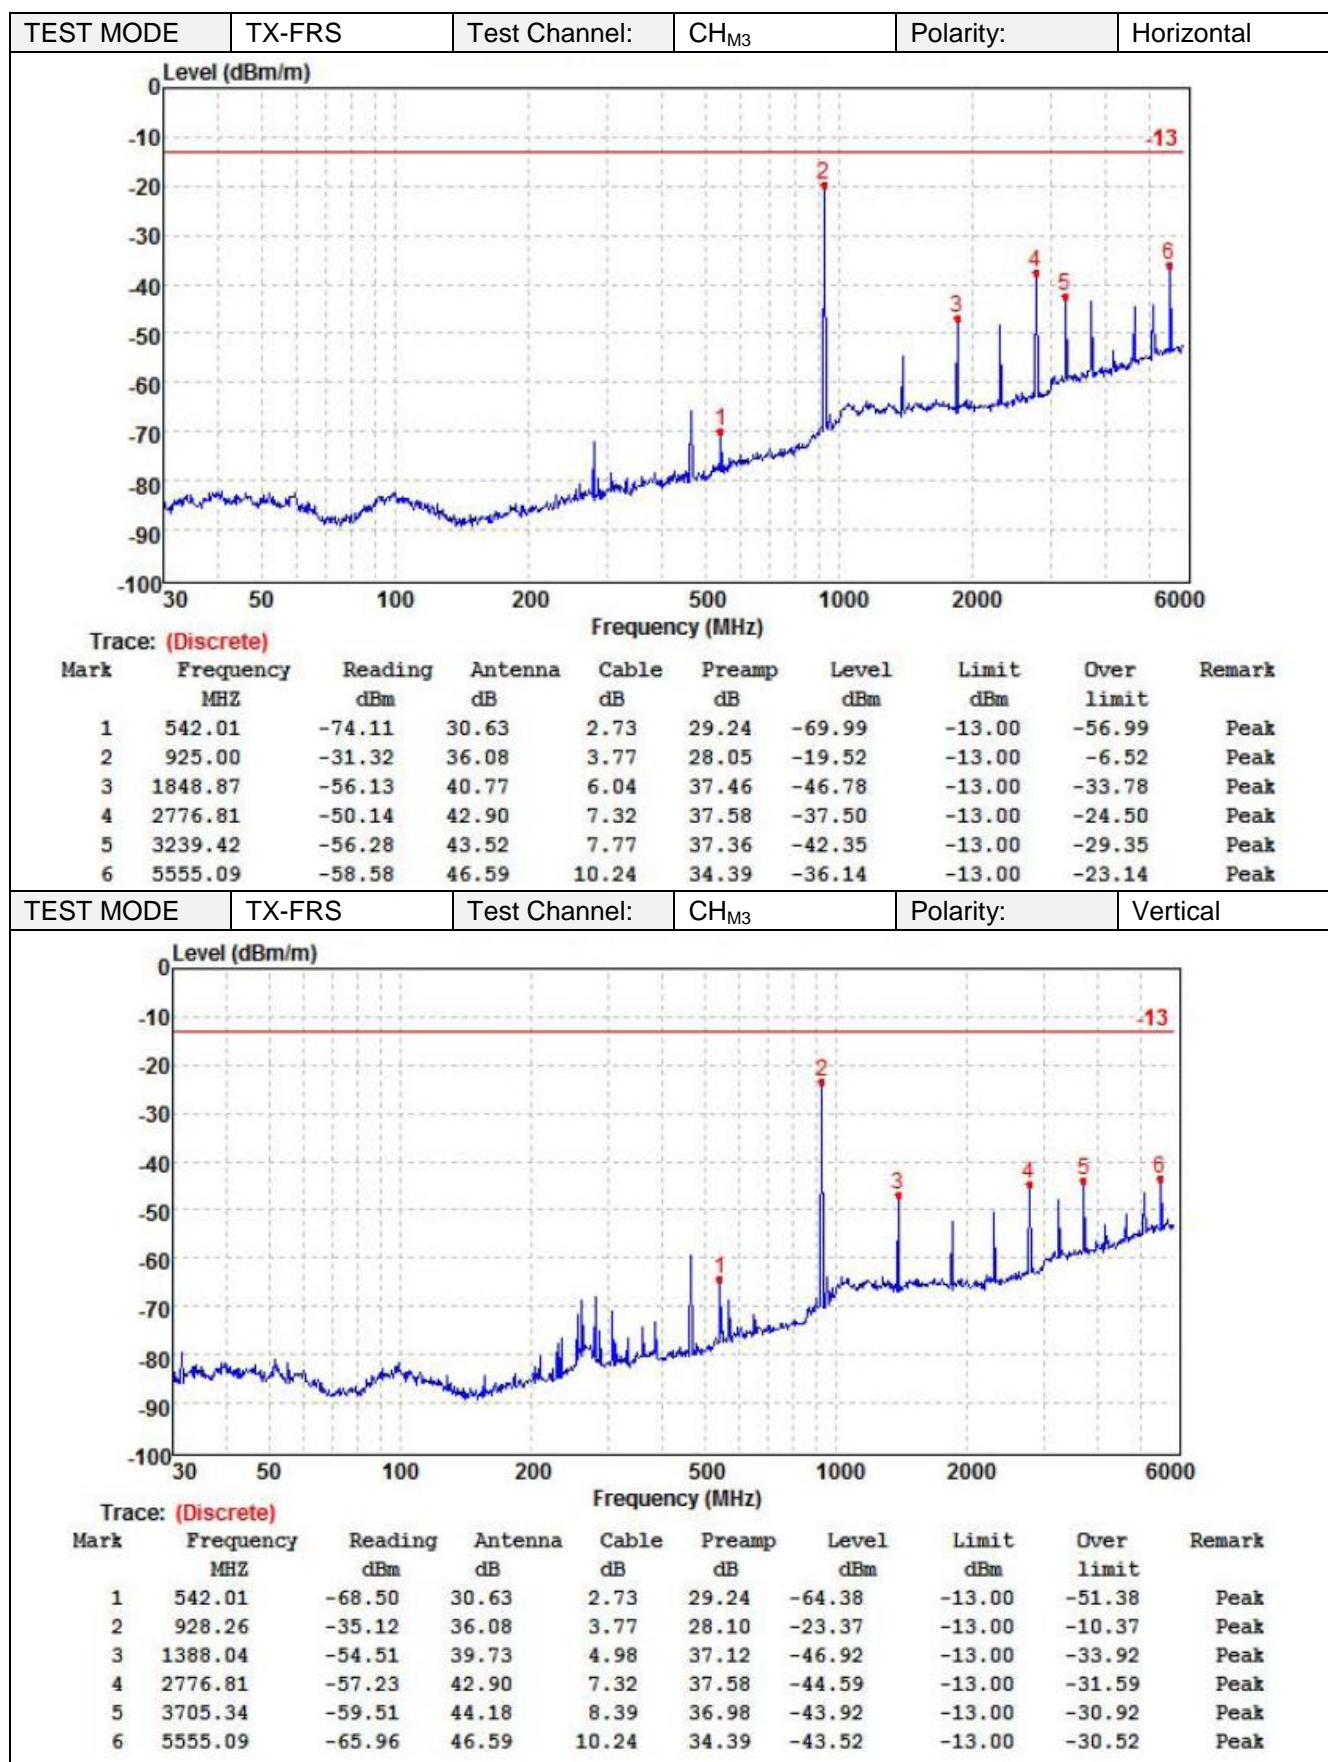 TEST MODE TX-FRS Test Channel: CHM3 Polarity: Horizontal
Level (dBm/m)
0
-10
-13
-20
2
-30
-40
4
6
5
3
-50
-60
-70
1
-80
-90
-100
30 50 100 200 500 1000 2000 6000
Frequency (MHz)
Trace: (Discrete)
Mark Frequency Reading Antenna Cable Preamp Level Limit Over Remark
MHZ dBm dB dB dB dBm dBm limit
1 542.01 -74.11 30.63 2.73 29.24 -69.99 -13.00 -56.99 Peak
2 925.00 -31.32 36.08 3.77 28.05 -19.52 -13.00 -6.52 Peak
3 1848.87 -56.13 40.77 6.04 37.46 -46.78 -13.00 -33.78 Peak
4 2776.81 -50.14 42.90 7.32 37.58 -37.50 -13.00 -24.50 Peak
5 3239.42 -56.28 43.52 7.77 37.36 -42.35 -13.00 -29.35 Peak
6 5555.09 -58.58 46.59 10.24 34.39 -36.14 -13.00 -23.14 Peak
TEST MODE TX-FRS Test Channel: CHM3 Polarity: Vertical
Level (dBm/m)
0
-10
-13
-20
2
-30
-40
3
4
5
6
-50
-60
1
-70
-80
-90
-100
30 50 100 200 500 1000 2000 6000
Frequency (MHz)
Trace: (Discrete)
Mark Frequency Reading Antenna Cable Preamp Level Limit Over Remark
MHZ dBm dB dB dB dBm dBm limit
1 542.01 -68.50 30.63 2.73 29.24 -64.38 -13.00 -51.38 Peak
2 928.26 -35.12 36.08 3.77 28.10 -23.37 -13.00 -10.37 Peak
3 1388.04 -54.51 39.73 4.98 37.12 -46.92 -13.00 -33.92 Peak
4 2776.81 -57.23 42.90 7.32 37.58 -44.59 -13.00 -31.59 Peak
5 3705.34 -59.51 44.18 8.39 36.98 -43.92 -13.00 -30.92 Peak
6 5555.09 -65.96 46.59 10.24 34.39 -43.52 -13.00 -30.52 Peak